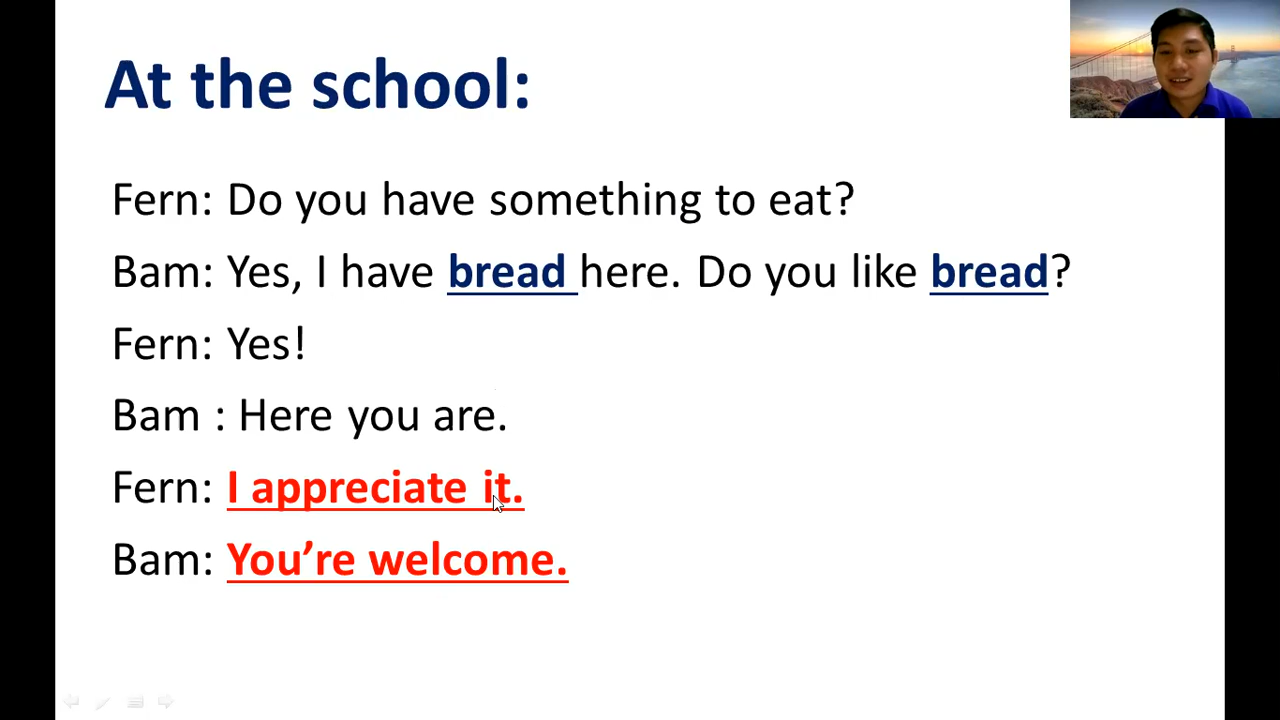 At the school:
Fern: Do you have something to eat?
Bam: Yes, I have bread here. Do you like bread?
Fern: Yes!
Bam : Here you are.
Fern: I appreciate it.
Bam: You’re welcome.